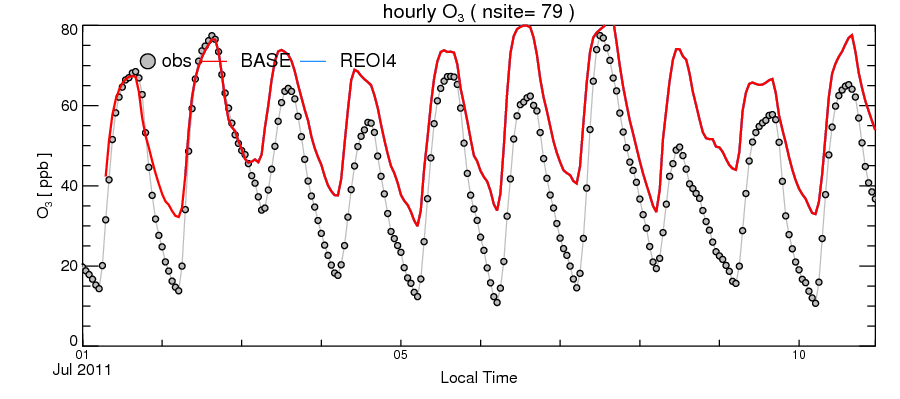 hourly O3 ( nsite= 79 )
obs BASE REOI4
80
60
40
20
0
O3 [ ppb ]
01 05 10
Jul 2011
Local Time